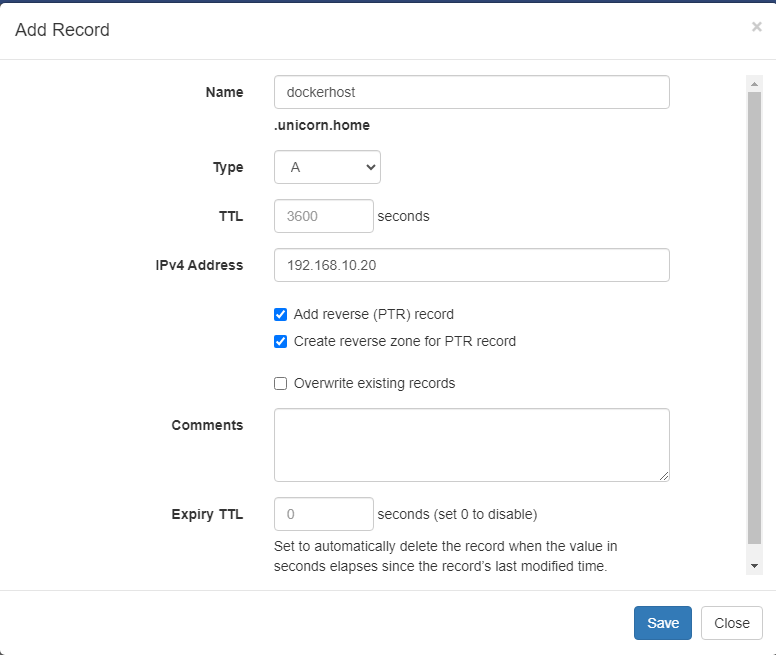 Add Record
×
Name
dockerhost
.unicorn.home
Type
A
TTL
3600 seconds
IPv4 Address
192.168.10.20
Add reverse (PTR) record
Create reverse zone for PTR record
Overwrite existing records
Comments
Expiry TTL
0 seconds (set 0 to disable)
Set to automatically delete the record when the value in
seconds elapses since the record's last modified time.
Save Close